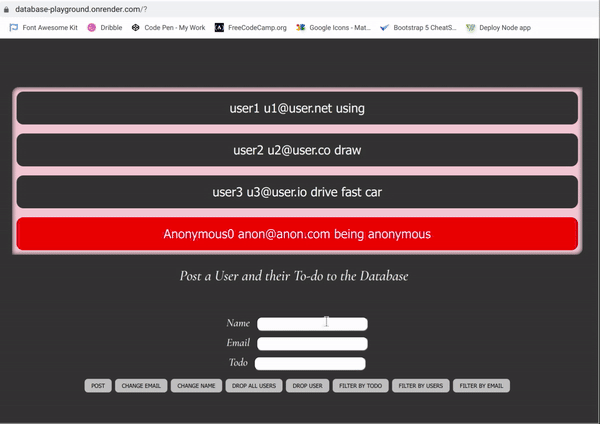 database-playground.onrender.com/?
Font Awesome Kit Dribble Code Pen - My Work FreeCodeCamp.org Google Icons - Mat... Bootstrap 5 CheatS... Deploy Node app
user1 u1@user.net using
user2 u2@user.co draw
user3 u3@user.io drive fast car
Anonymous0 anon@anon.com being anonymous
Post a User and their To-do to the Database
Name
Email
Todo
POST CHANGE EMAIL CHANGE NAME DROP ALL USERS DROP USER FILTER BY TODO FILTER BY USERS FILTER BY EMAIL